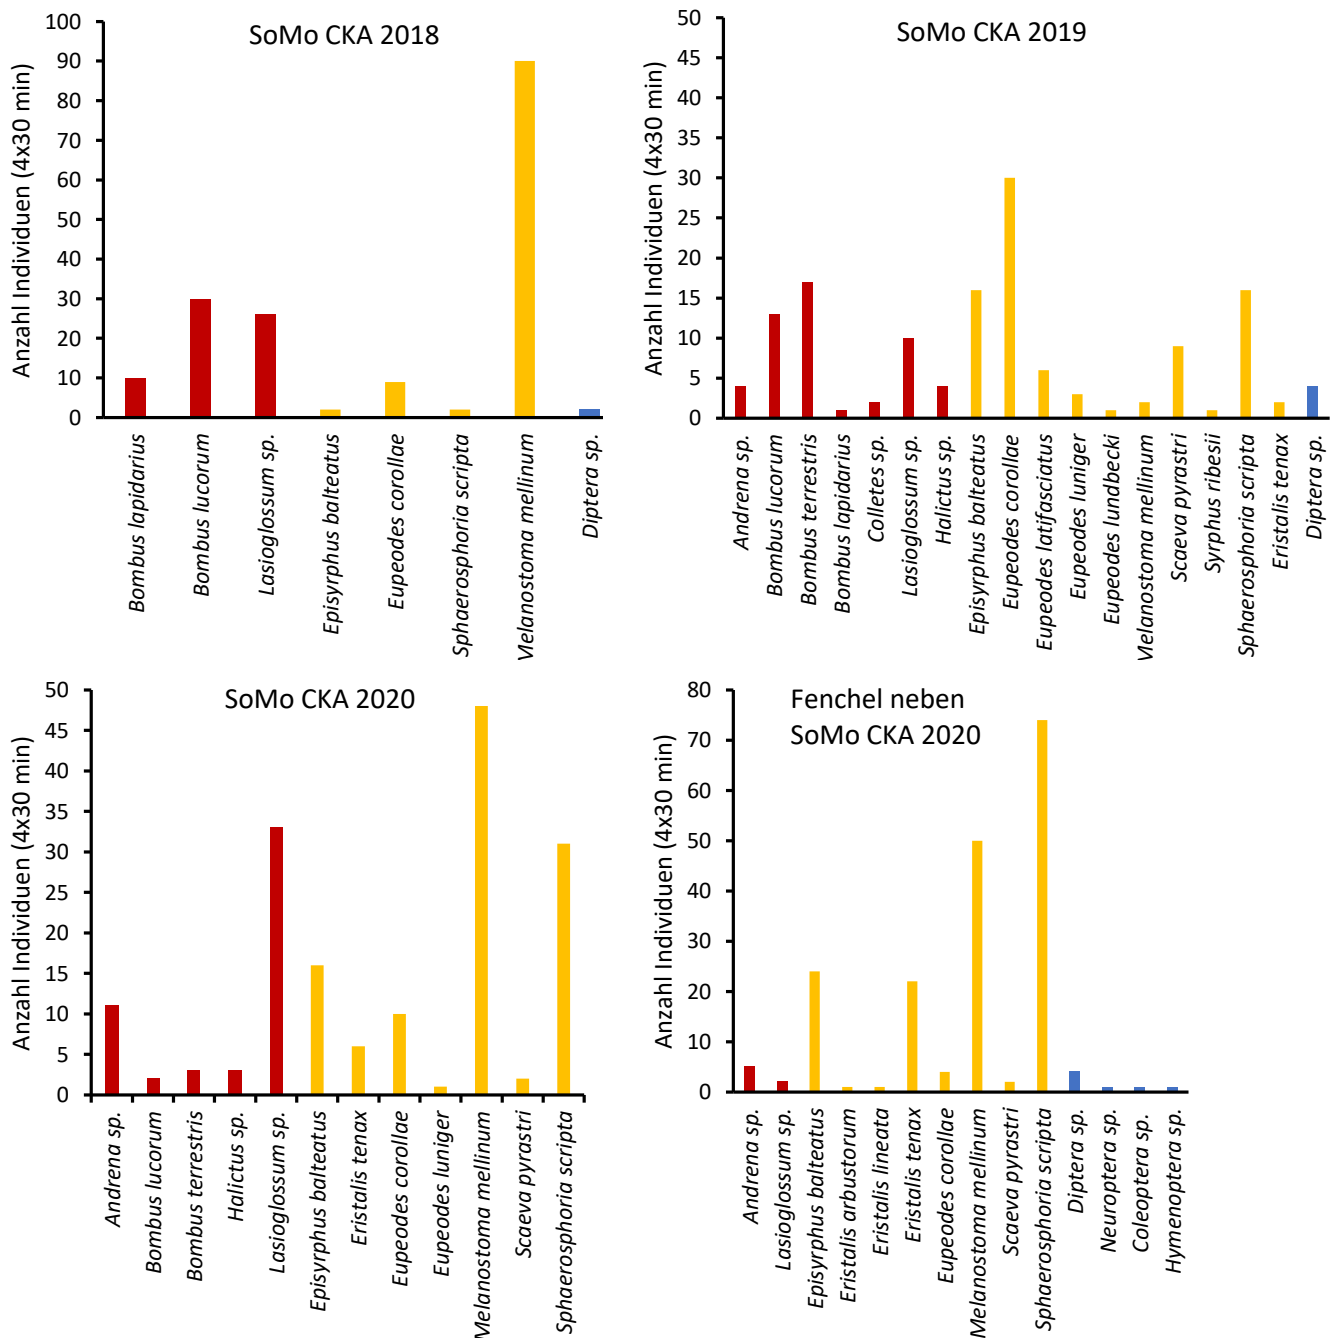 SoMo CKA 2018
Anzahl Individuen (4x30 min)
100
90
80
70
60
50
40
30
20
10
0
Bombus lapidarius
Bombus lucorum
Lasioglossum sp.
Episyrphus balteatus
Eupeodes corollae
Sphaerosphoria scripta
Melanostoma mellinum
Diptera sp.
SoMo CKA 2019
Anzahl Individuen (4x30 min)
50
45
40
35
30
25
20
15
10
5
0
Andrena sp.
Bombus lucorum
Bombus terrestris
Bombus lapidarius
Colletes sp.
Lasioglossum sp.
Halictus sp.
Episyrphus balteatus
Eupeodes corollae
Eupeodes latifasciatus
Eupeodes luniger
Eupeodes lundbecki
Melanostoma mellinum
Scaeva pyrastri
Syrphus ribesii
Sphaerosphoria scripta
Eristalis tenax
Diptera sp.
SoMo CKA 2020
Anzahl Individuen (4x30 min)
50
45
40
35
30
25
20
15
10
5
0
Andrena sp.
Bombus lucorum
Bombus terrestris
Halictus sp.
Lasioglossum sp.
Episyrphus balteatus
Eristalis tenax
Eupeodes corollae
Eupeodes luniger
Melanostoma mellinum
Scaeva pyrastri
Sphaerosphoria scripta
Fenchel neben
SoMo CKA 2020
Anzahl Individuen (4x30 min)
80
70
60
50
40
30
20
10
0
Andrena sp.
Lasioglossum sp.
Episyrphus balteatus
Eristalis arbustorum
Eristalis lineata
Eristalis tenax
Eupeodes corollae
Melanostoma mellinum
Scaeva pyrastri
Sphaerosphoria scripta
Diptera sp.
Neuroptera sp.
Coleoptera sp.
Hymenoptera sp.